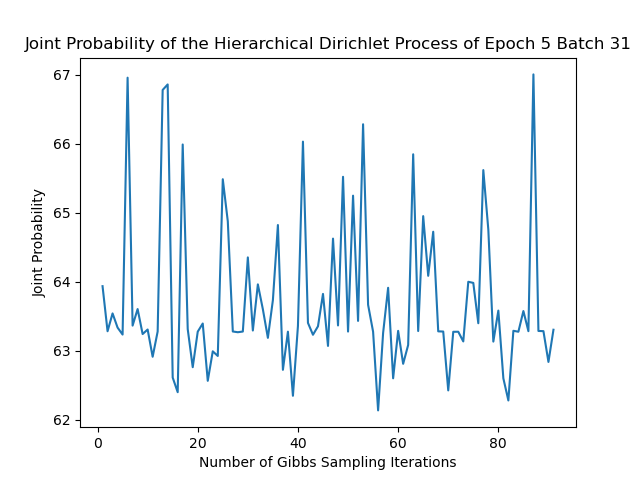 Joint Probability of the Hierarchical Dirichlet Process of Epoch 5 Batch 31
67
66
65
64
63
62
Joint Probability
0 20 40 60 80
Number of Gibbs Sampling Iterations